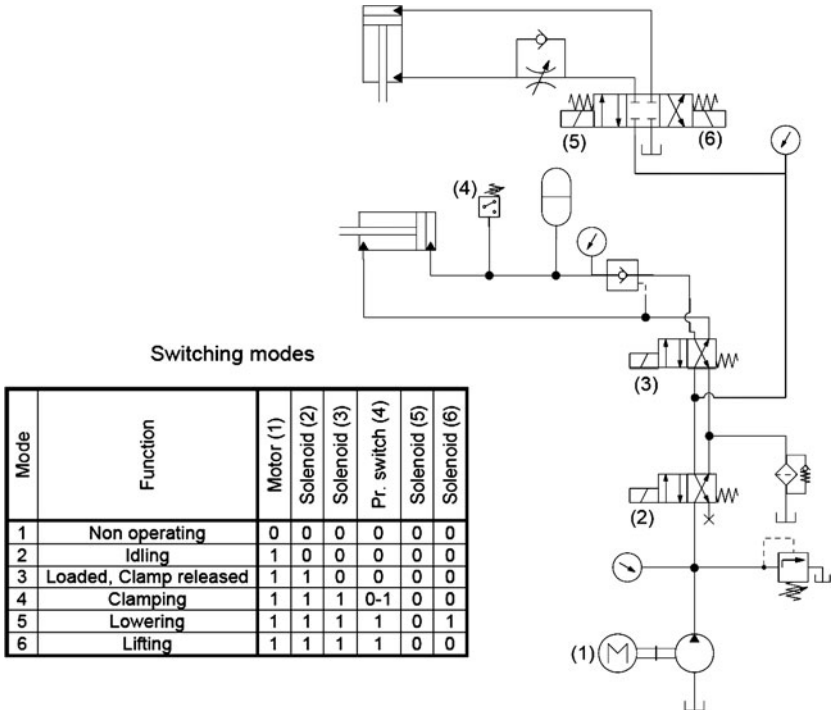 (5)
(6)
(4)
(3)
(2)
(1) M
Switching modes
Mode Function Motor (1) Solenoid (2) Solenoid (3) Pr. switch (4) Solenoid (5) Solenoid (6)
1 Non operating 0 0 0 0 0 0
2 Idling 1 0 0 0 0 0
3 Loaded, Clamp released 1 1 0 0 0 0
4 Clamping 1 1 1 0-1 0 0
5 Lowering 1 1 1 1 0 1
6 Lifting 1 1 1 1 0 0